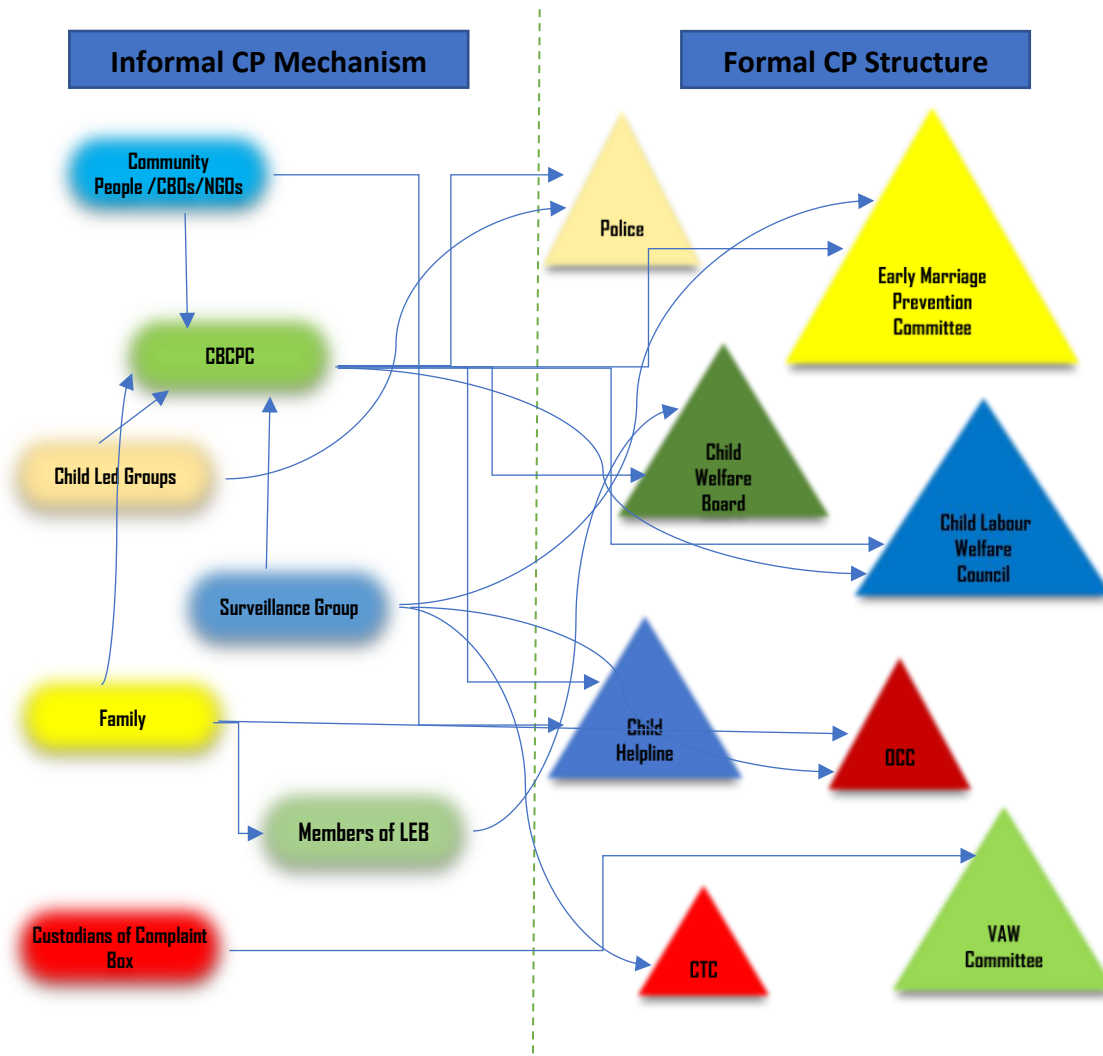 Informal CP Mechanism
Formal CP Structure
Community
People /CBOs/NGOs
Police
Early Marriage
Prevention
Committee
CBCPC
Child Led Groups
Child
Welfare
Board
Child Labour
Welfare
Council
Surveillance Group
Family
Child
Helpline
OCC
Members of LEB
Custodians of Complaint
Box
CTC
VAW
Committee